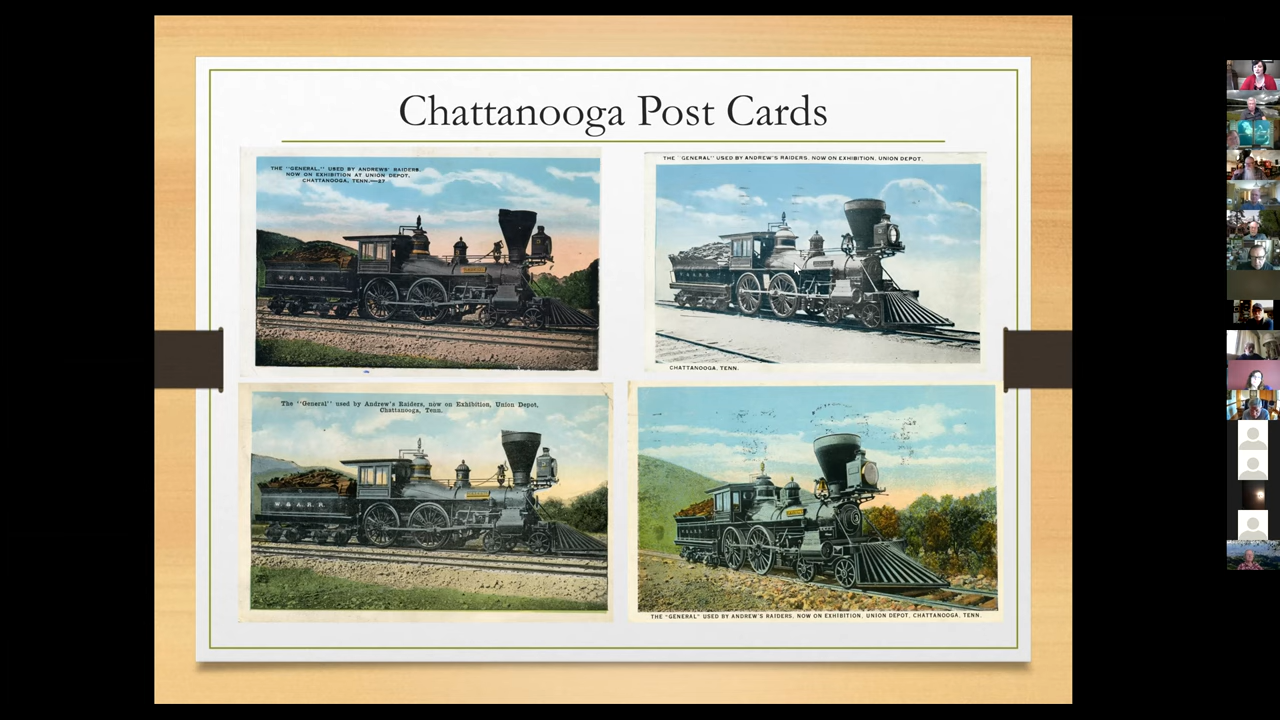 Chattanooga Post Cards
THE "GENERAL," USED BY ANDREWS' RAIDERS,
NOW ON EXHIBITION AT UNION DEPOT,
CHATTANOOGA, TENN.—27
W. & A. R. R.
THE "GENERAL" USED BY ANDREW'S RAIDERS, NOW ON EXHIBITION, UNION DEPOT.
CHATTANOOGA, TENN.
The "General" used by Andrew's Raiders, now on Exhibition, Union Depot,
Chattanooga, Tenn.
W. & A. R. R.
THE "GENERAL" USED BY ANDREW'S RAIDERS, NOW ON EXHIBITION, UNION DEPOT, CHATTANOOGA, TENN.